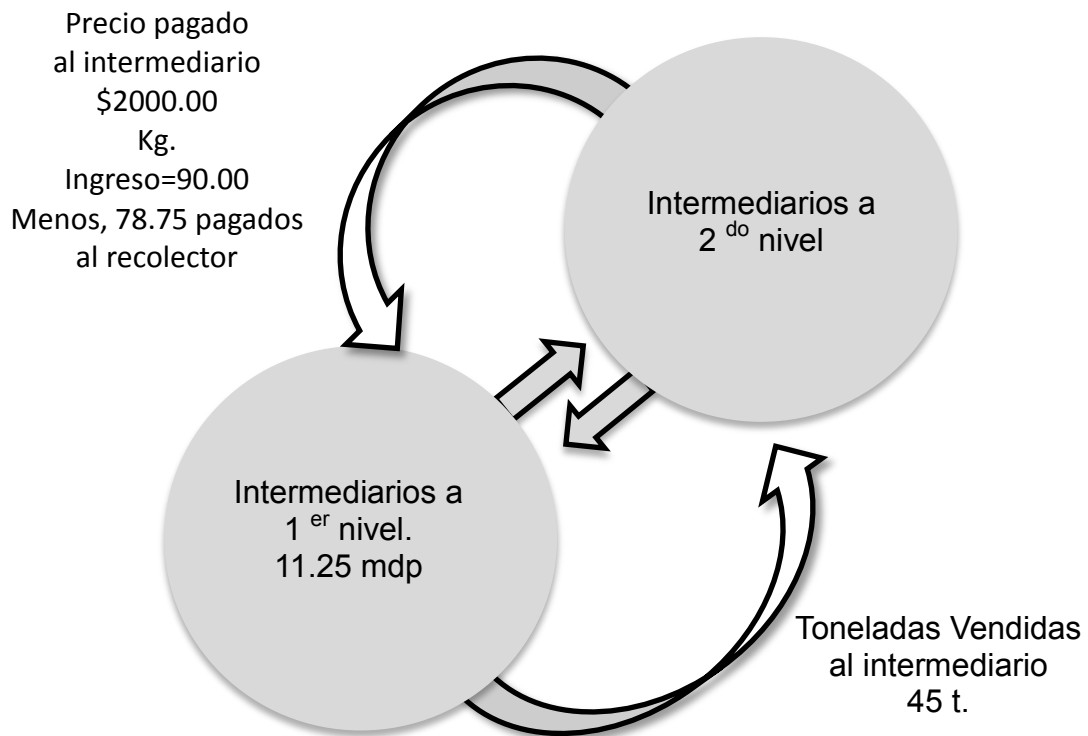 Precio pagado
al intermediario
$2000.00
Kg.
Ingreso=90.00
Menos, 78.75 pagados
al recolector
Intermediarios a
2 do nivel
Intermediarios a
1 er nivel.
11.25 mdp
Toneladas Vendidas
al intermediario
45 t.